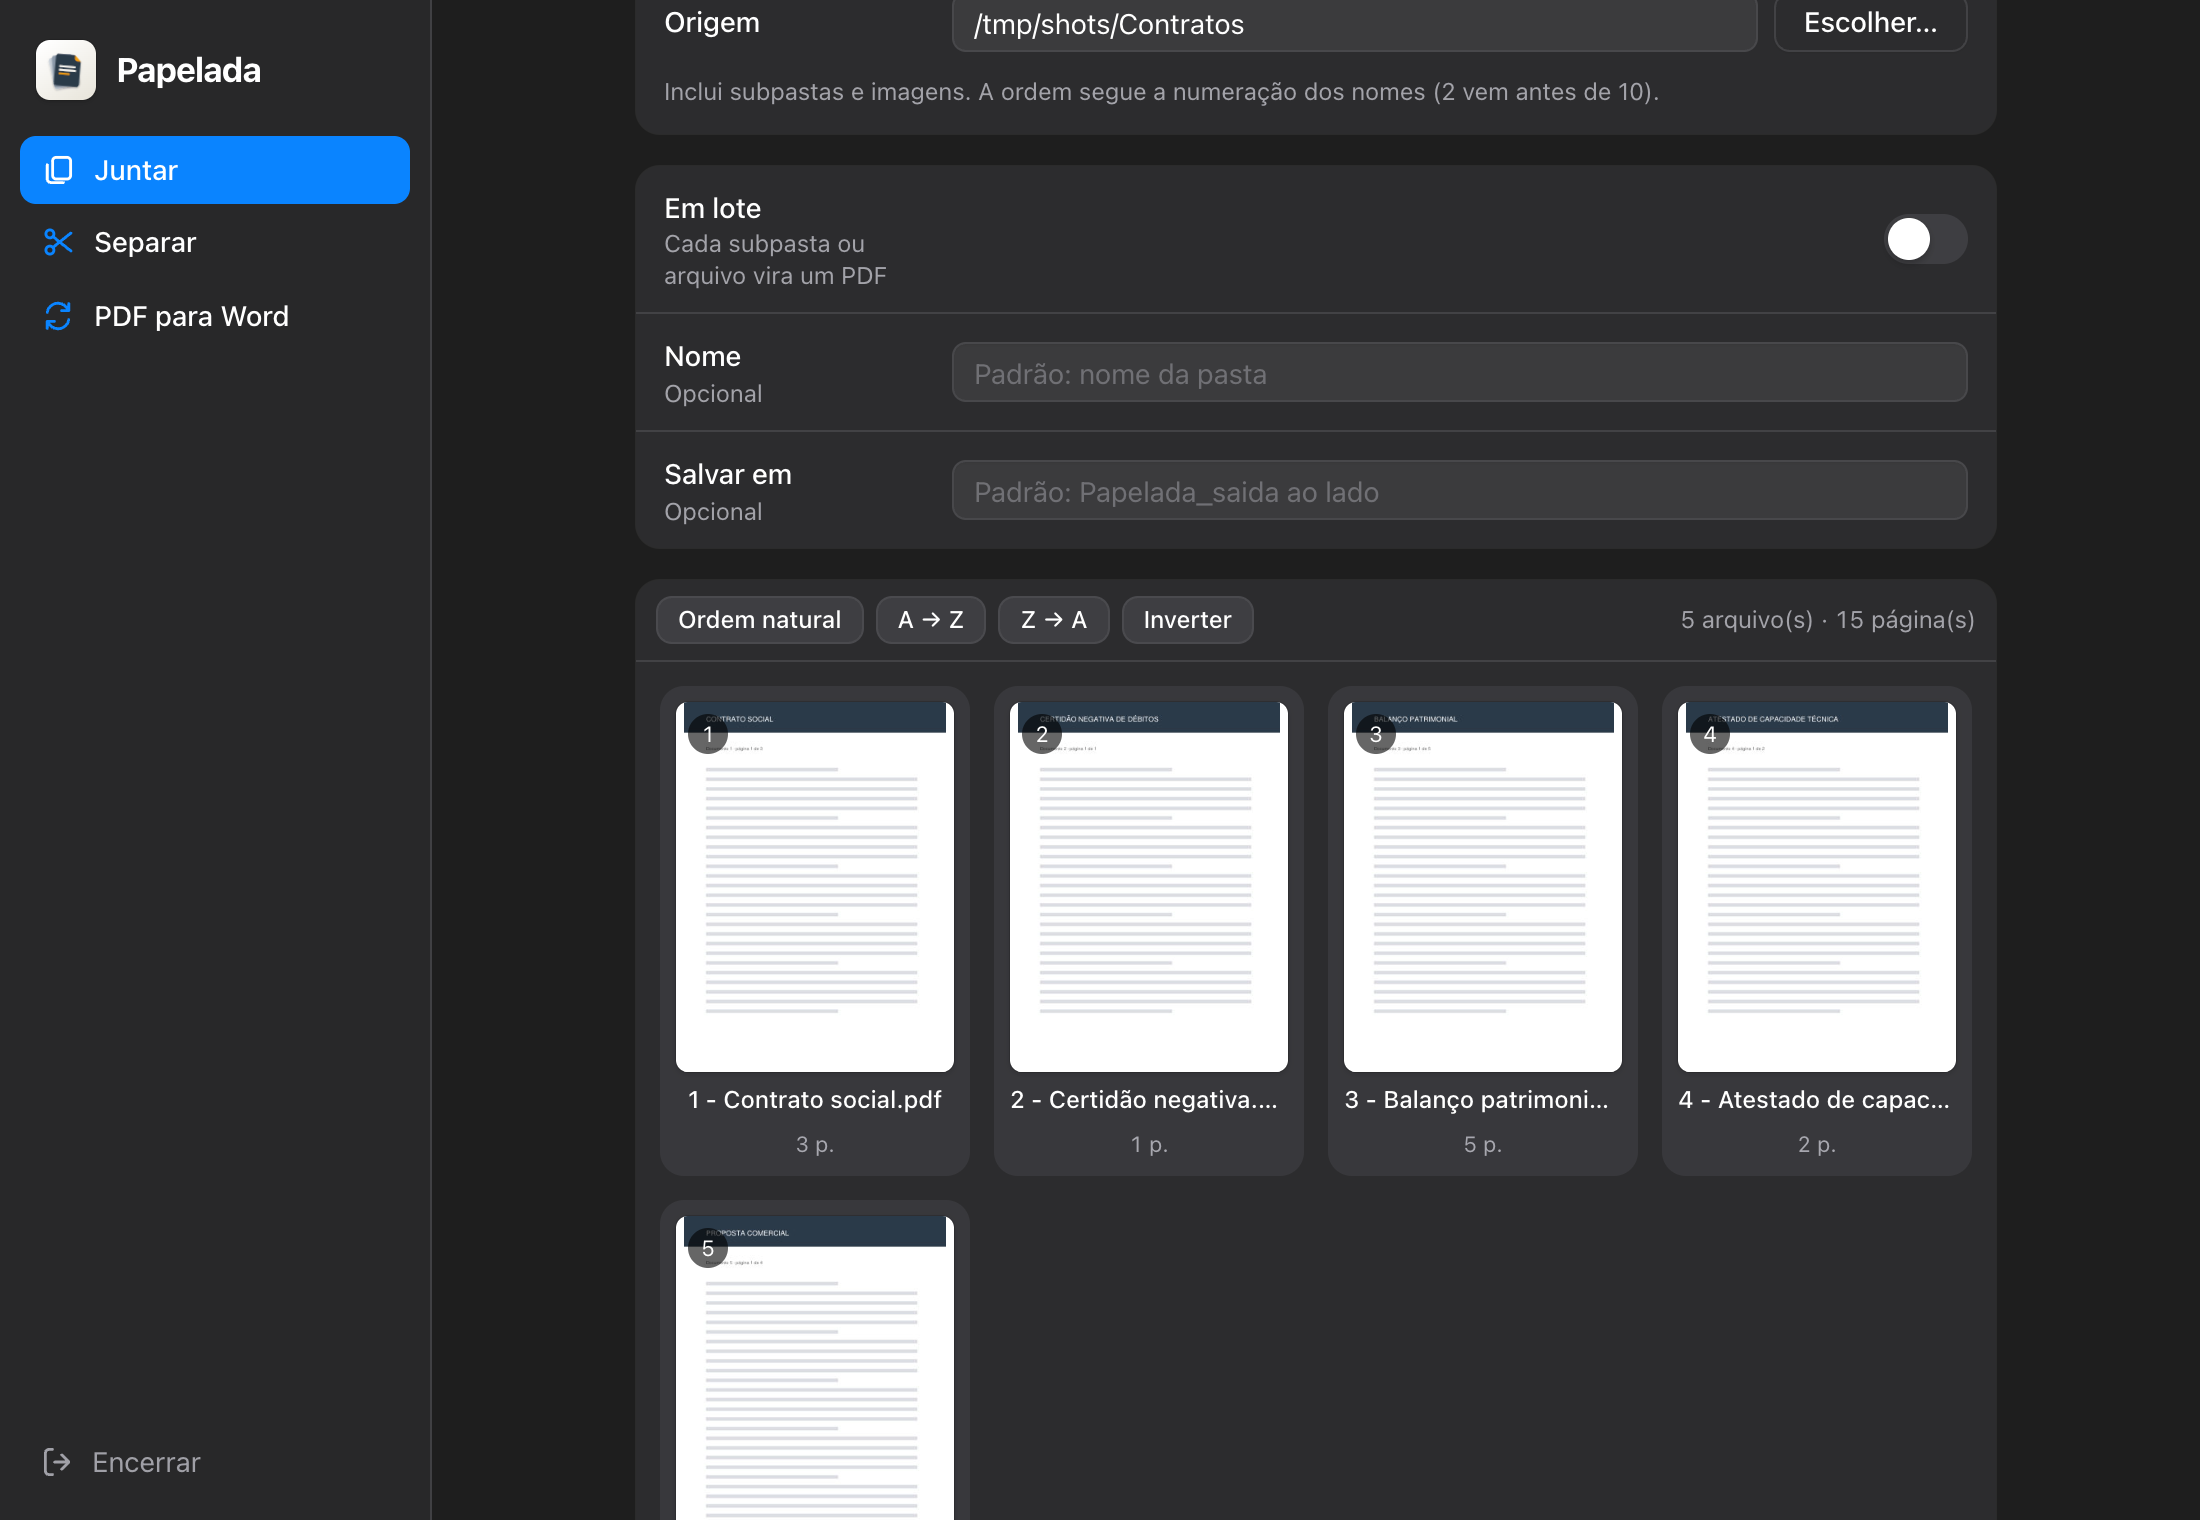 Papelada
Juntar
Separar
PDF para Word
Encerrar
Origem
/tmp/shots/Contratos
Escolher...
Inclui subpastas e imagens. A ordem segue a numeração dos nomes (2 vem antes de 10).
Em lote
Cada subpasta ou
arquivo vira um PDF
Nome
Opcional
Padrão: nome da pasta
Salvar em
Opcional
Padrão: Papelada_saida ao lado
Ordem natural
A → Z
Z → A
Inverter
5 arquivo(s) · 15 página(s)
1
CONTRATO SOCIAL
1 - Contrato social.pdf
3 p.
2
CERTIDÃO NEGATIVA DE DÉBITOS
2 - Certidão negativa....
1 p.
3
BALANÇO PATRIMONIAL
3 - Balanço patrimoni...
5 p.
4
ATESTADO DE CAPACIDADE TÉCNICA
4 - Atestado de capac...
2 p.
5
PROPOSTA COMERCIAL